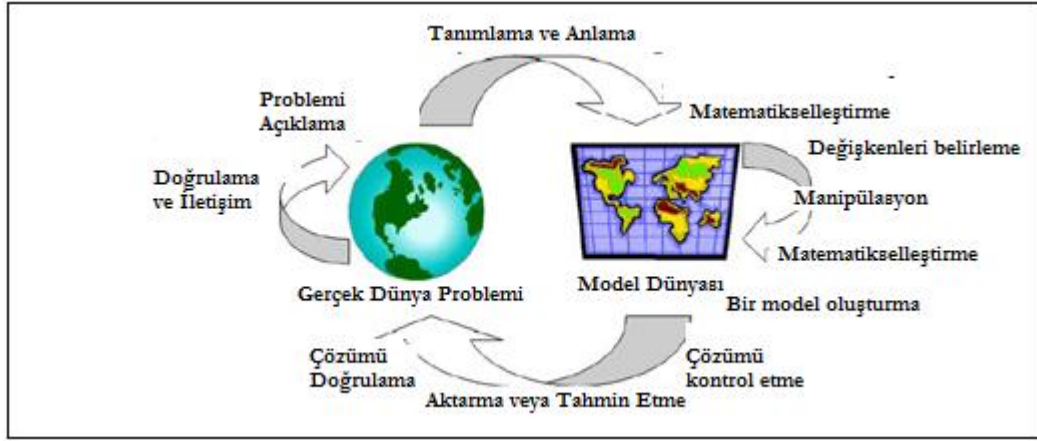 Tanımlama ve Anlama
Problemi
Açıklama
Matematikselleştirme
Değişkenleri belirleme
Doğrulama
ve İletişim
Manipülasyon
Matematikselleştirme
Gerçek Dünya Problemi
Model Dünyası
Bir model oluşturma
Çözümü
Doğrulama
Çözümü
kontrol etme
Aktarma veya Tahmin Etme